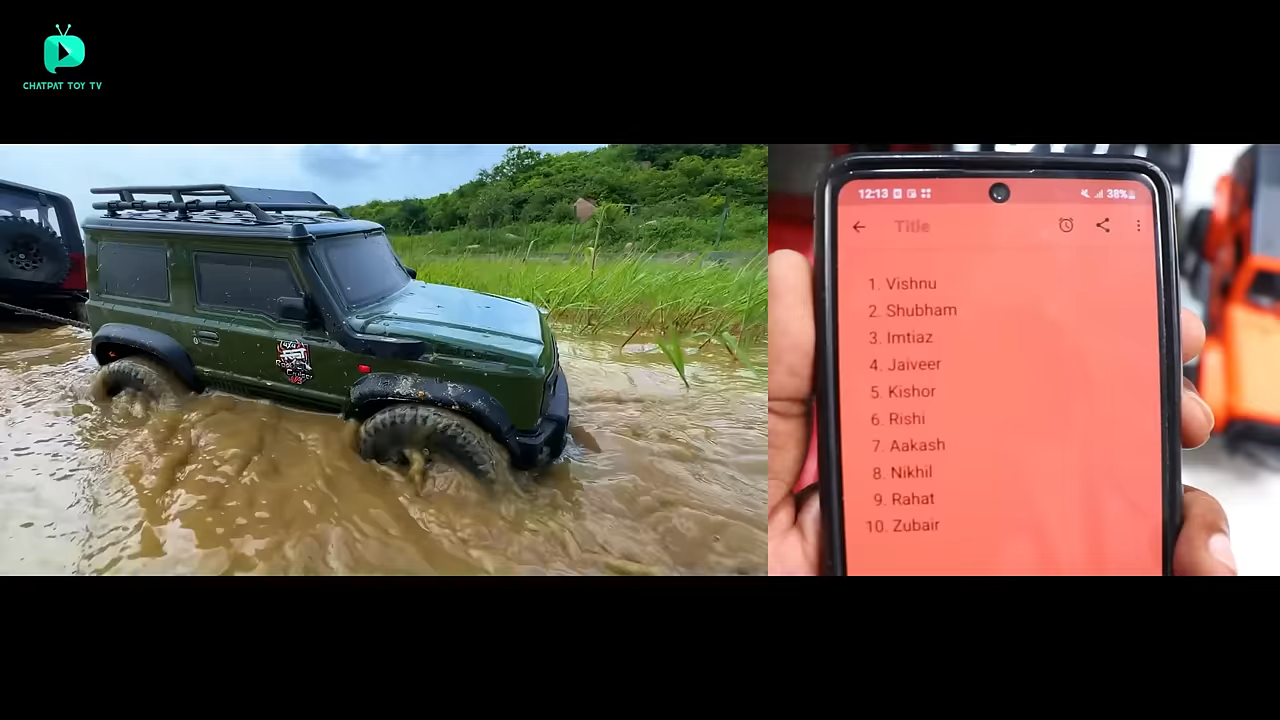 CHATPAT TOY TV
12:13
38%
Title
1. Vishnu
2. Shubham
3. Imtiaz
4. Jaiveer
5. Kishor
6. Rishi
7. Aakash
8. Nikhil
9. Rahat
10. Zubair